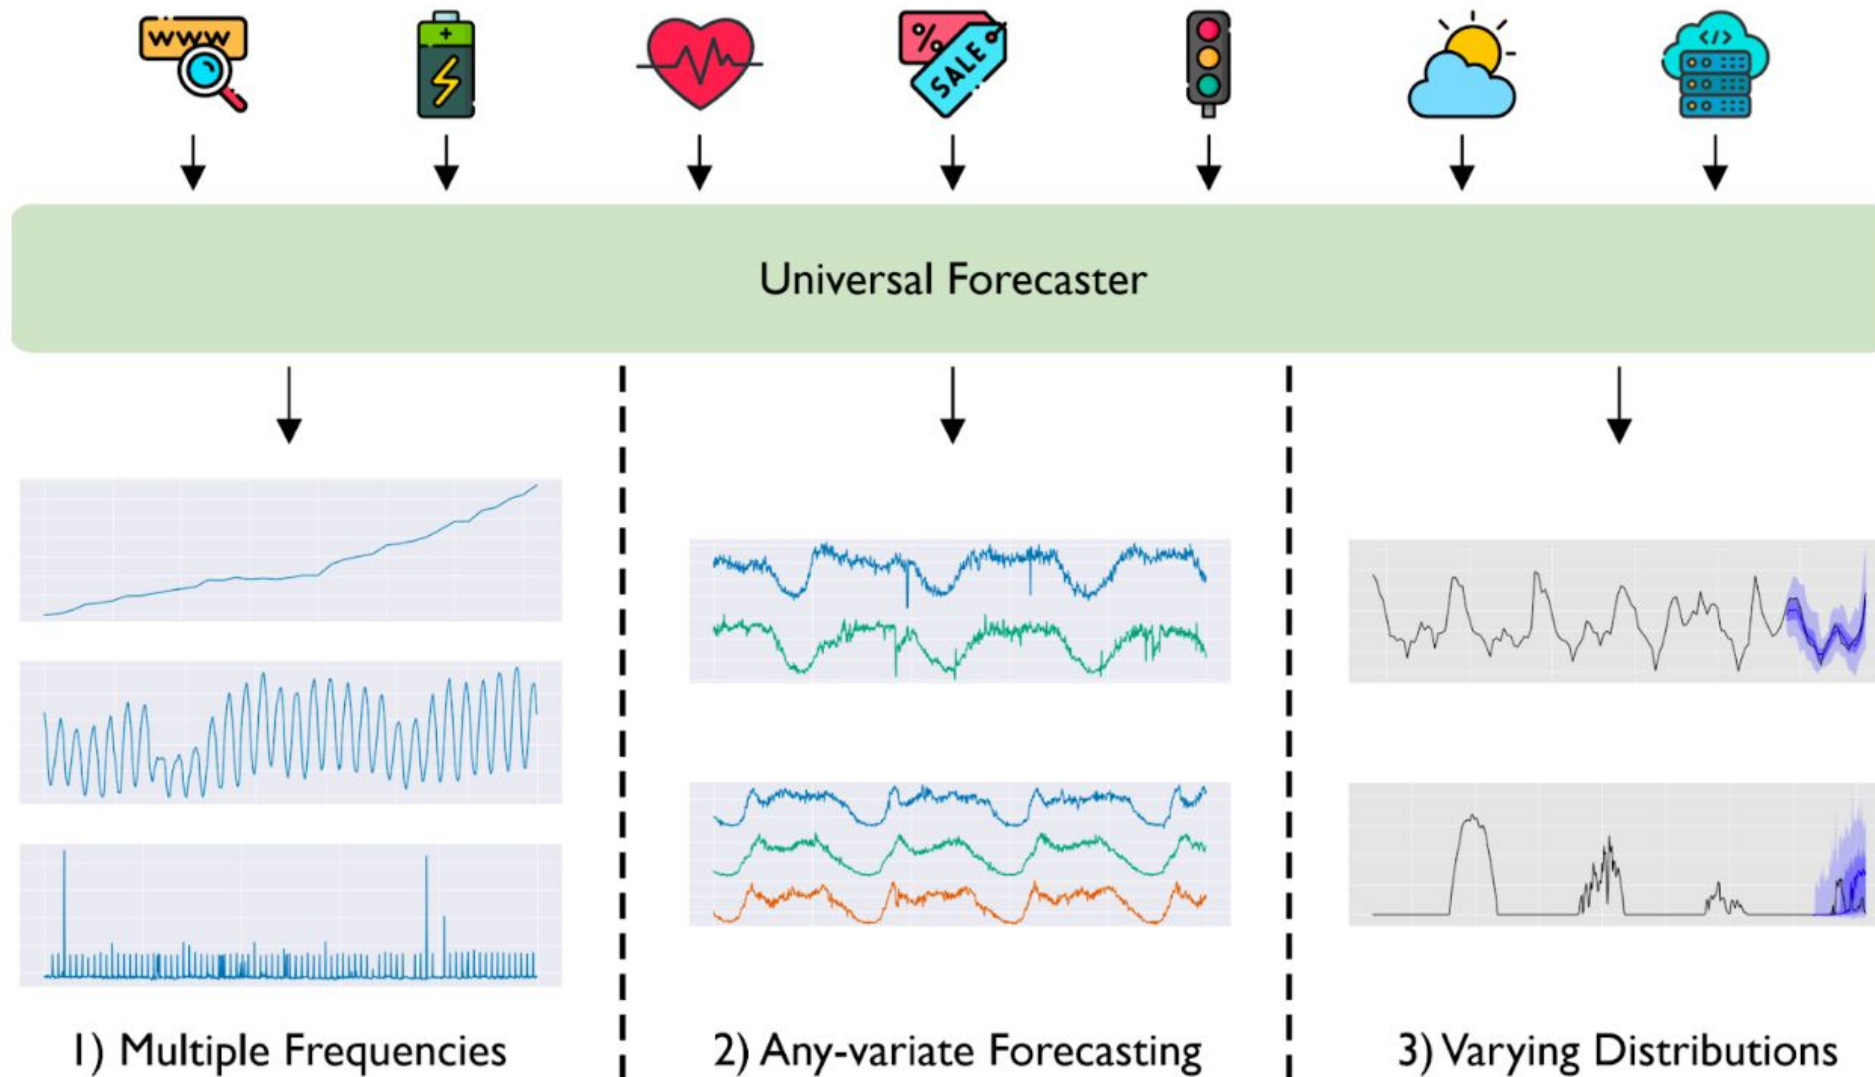 www
%
SALE
</>
Universal Forecaster
1) Multiple Frequencies
2) Any-variate Forecasting
3) Varying Distributions